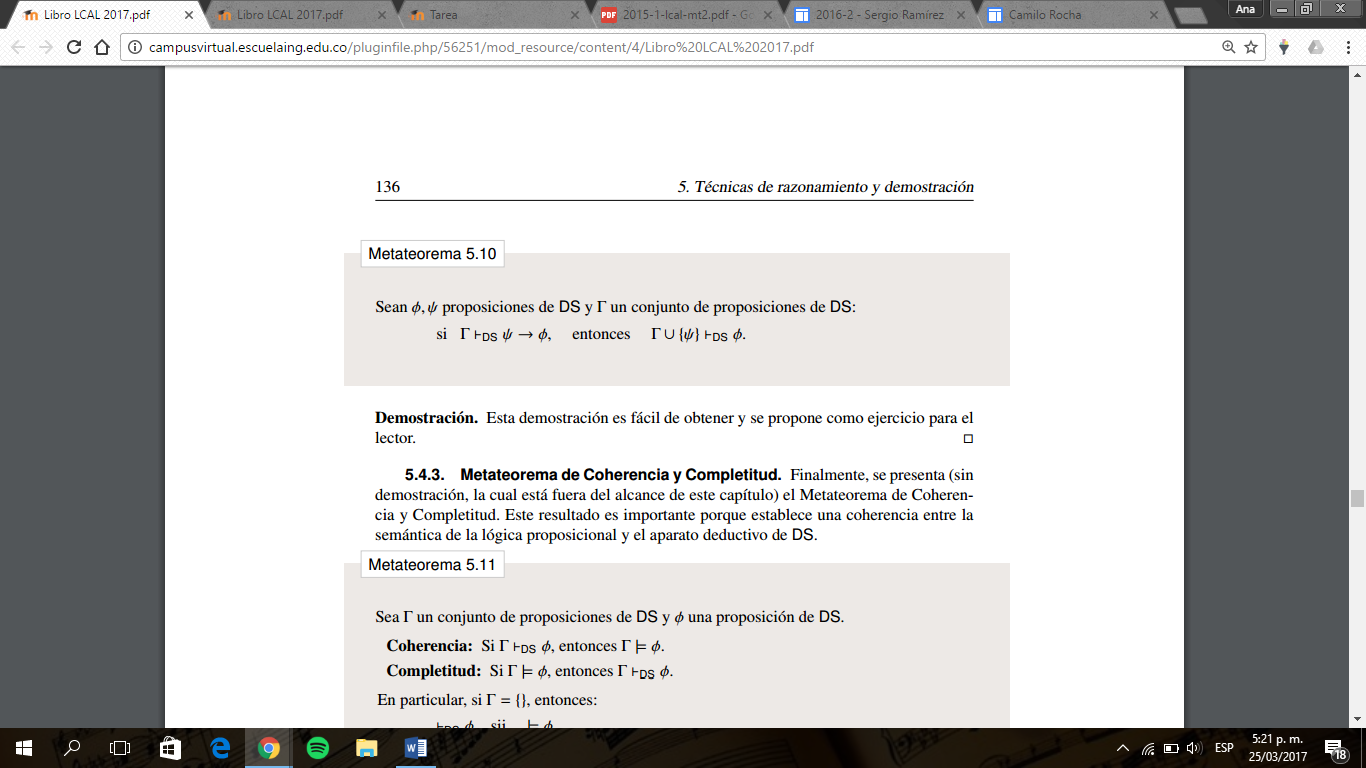 Libro LCAL 2017.pdf
Libro LCAL 2017.pdf
Tarea
2015-1-lcal-mt2.pdf - Go
2016-2 - Sergio Ramírez
Camilo Rocha
Ana
campusvirtual.escuelaing.edu.co/pluginfile.php/56251/mod_resource/content/4/Libro%20LCAL%202017.pdf
136 5. Técnicas de razonamiento y demostración
Metateorema 5.10
Sean ϕ, ψ proposiciones de DS y Γ un conjunto de proposiciones de DS:
si Γ ⊢DS ψ → ϕ, entonces Γ ∪ {ψ} ⊢DS ϕ.
Demostración. Esta demostración es fácil de obtener y se propone como ejercicio para el
lector. □
5.4.3. Metateorema de Coherencia y Completitud. Finalmente, se presenta (sin
demostración, la cual está fuera del alcance de este capítulo) el Metateorema de Coheren-
cia y Completitud. Este resultado es importante porque establece una coherencia entre la
semántica de la lógica proposicional y el aparato deductivo de DS.
Metateorema 5.11
Sea Γ un conjunto de proposiciones de DS y ϕ una proposición de DS.
Coherencia: Si Γ ⊢DS ϕ, entonces Γ ⊨ ϕ.
Completitud: Si Γ ⊨ ϕ, entonces Γ ⊢DS ϕ.
En particular, si Γ = {}, entonces:
⊢DS ϕ sii ⊨ ϕ
ESP
5:21 p. m.
25/03/2017
18